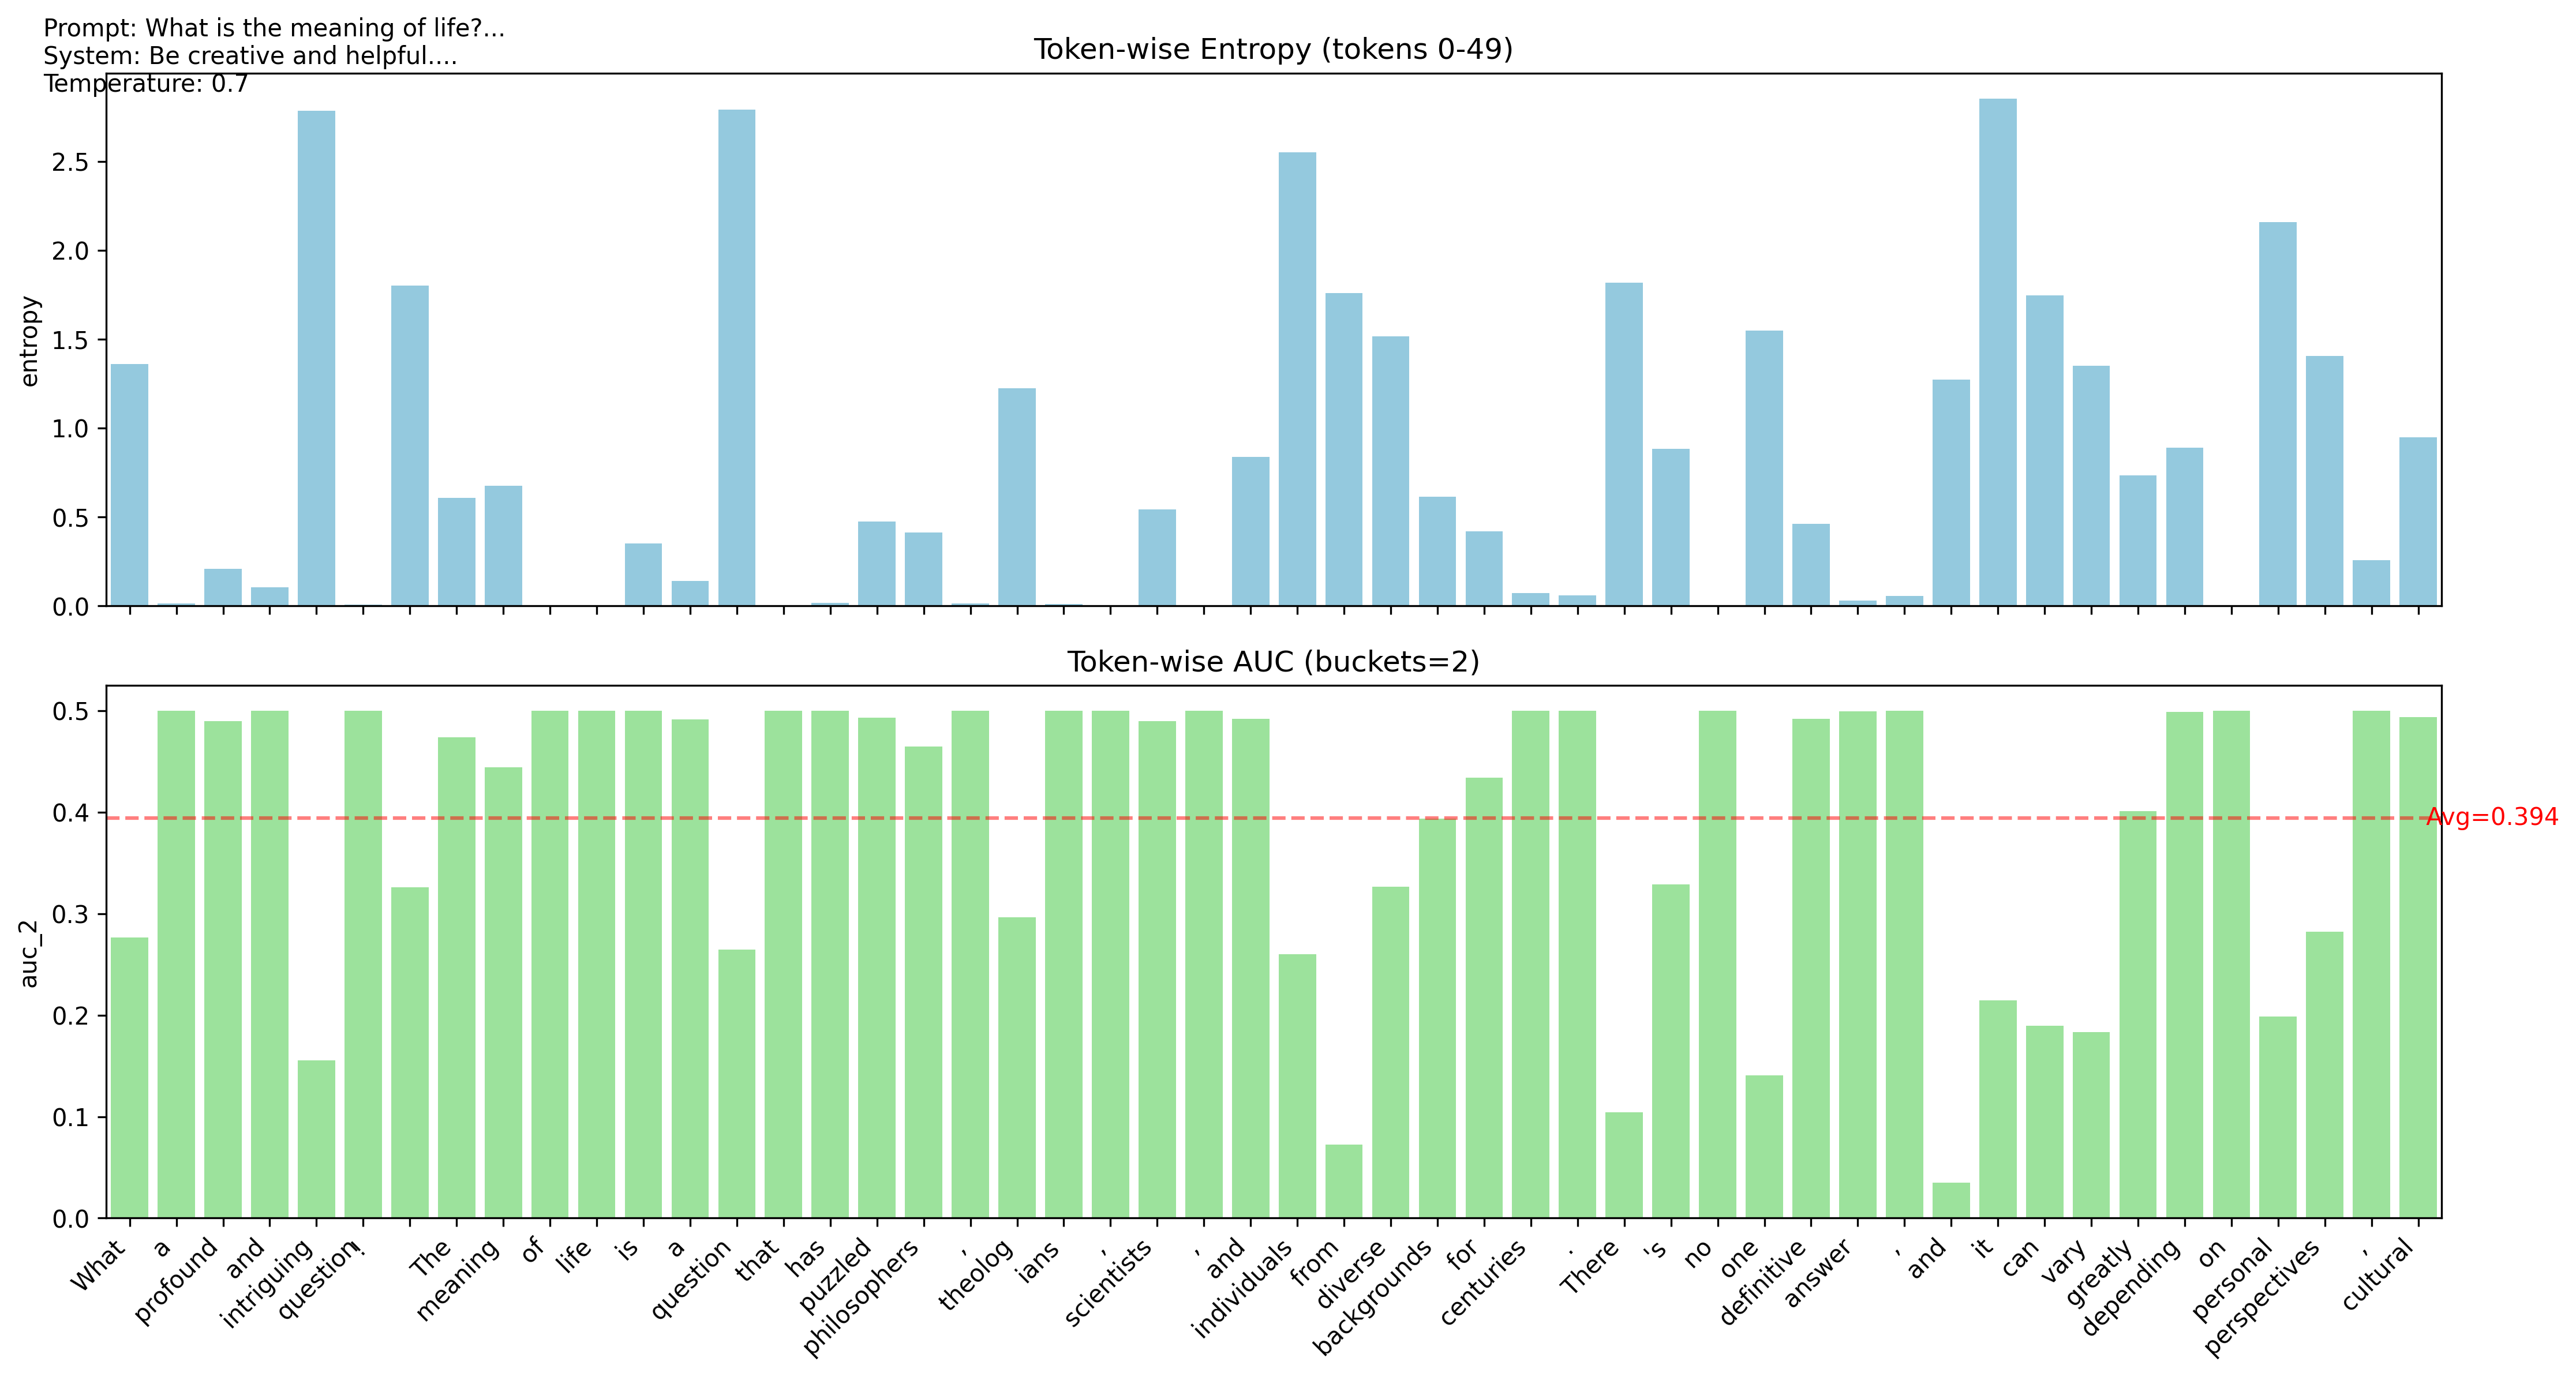 Prompt: What is the meaning of life?...
System: Be creative and helpful....
Temperature: 0.7
Token-wise Entropy (tokens 0-49)
entropy
2.5
2.0
1.5
1.0
0.5
0.0
Token-wise AUC (buckets=2)
auc_2
0.5
0.4
0.3
0.2
0.1
0.0
Avg=0.394
What
a
profound
and
intriguing
question
!
The
meaning
of
life
is
a
question
that
has
puzzled
philosophers
,
theolog
ians
,
scientists
,
and
individuals
from
diverse
backgrounds
for
centuries
.
There
's
no
one
definitive
answer
,
and
it
can
vary
greatly
depending
on
personal
perspectives
,
cultural